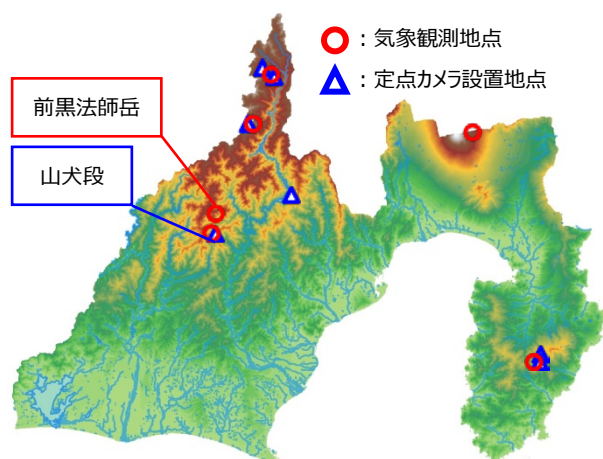 ：気象観測地点
：定点カメラ設置地点
前黒法師岳
山犬段